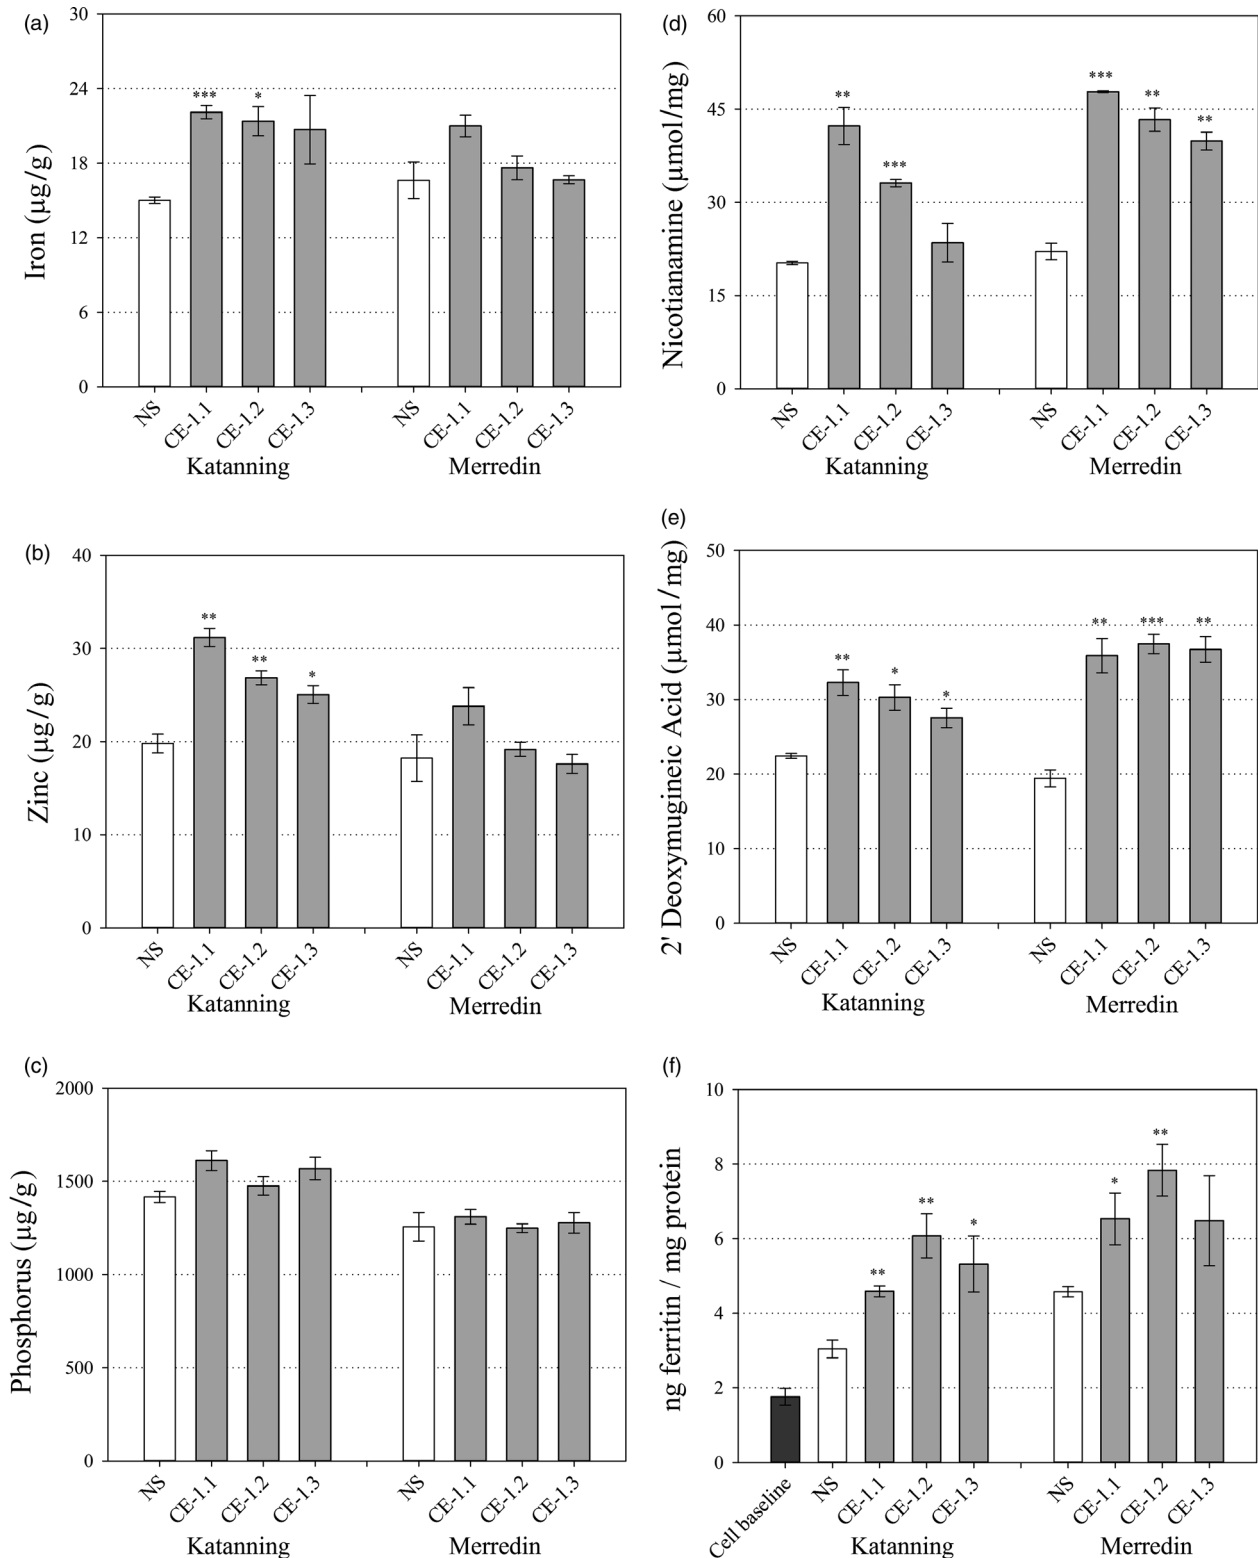 (a)
Iron (µg/g)
30
24
18
12
6
0
***
*
NS
CE-1.1
CE-1.2
CE-1.3
NS
CE-1.1
CE-1.2
CE-1.3
Katanning
Merredin
(b)
Zinc (µg/g)
40
30
20
10
0
**
**
*
NS
CE-1.1
CE-1.2
CE-1.3
NS
CE-1.1
CE-1.2
CE-1.3
Katanning
Merredin
(c)
Phosphorus (µg/g)
2000
1500
1000
500
0
NS
CE-1.1
CE-1.2
CE-1.3
NS
CE-1.1
CE-1.2
CE-1.3
Katanning
Merredin
(d)
Nicotianamine (µmol/mg)
60
45
30
15
0
**
***
***
**
**
NS
CE-1.1
CE-1.2
CE-1.3
NS
CE-1.1
CE-1.2
CE-1.3
Katanning
Merredin
(e)
2' Deoxymugineic Acid (µmol/mg)
50
40
30
20
10
0
**
*
*
**
***
**
NS
CE-1.1
CE-1.2
CE-1.3
NS
CE-1.1
CE-1.2
CE-1.3
Katanning
Merredin
(f)
ng ferritin / mg protein
10
8
6
4
2
0
**
**
*
*
**
Cell baseline
NS
CE-1.1
CE-1.2
CE-1.3
NS
CE-1.1
CE-1.2
CE-1.3
Katanning
Merredin